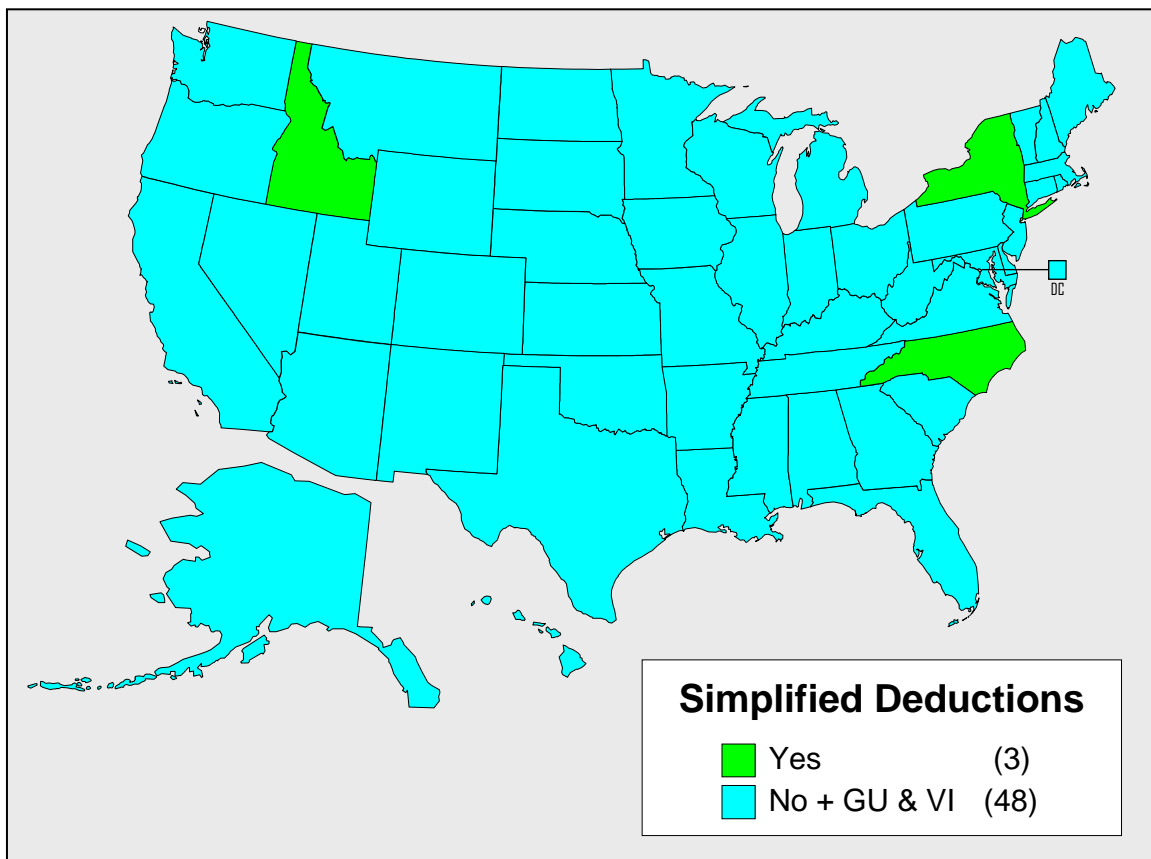 DC
Simplified Deductions
Yes (3)
No + GU & VI (48)